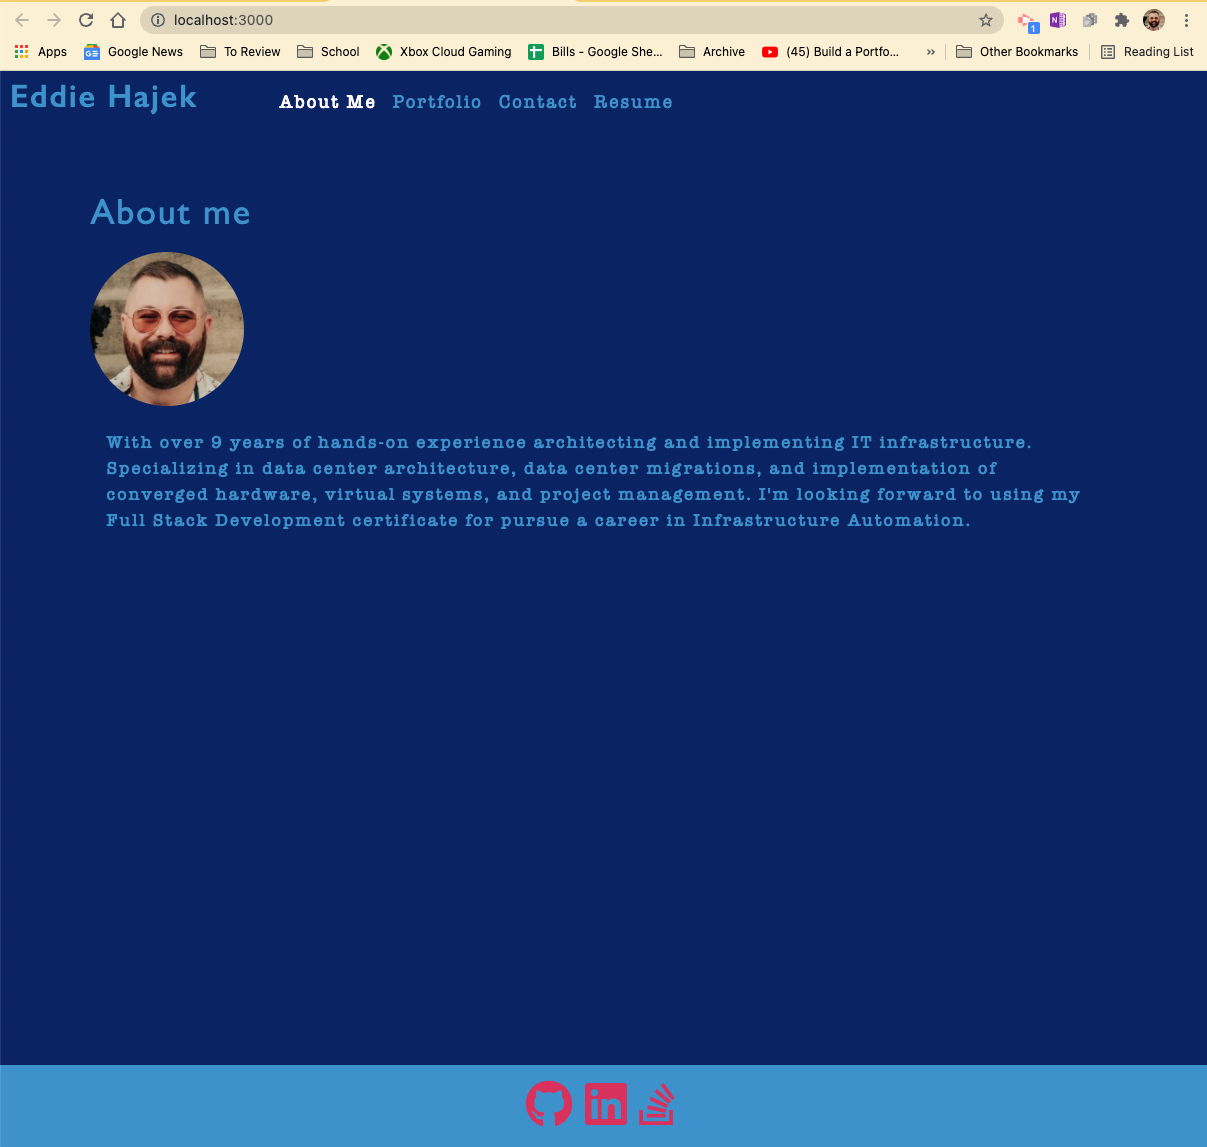 localhost:3000
1
Apps
Google News
To Review
School
Xbox Cloud Gaming
Bills - Google She...
Archive
(45) Build a Portfo...
»
Other Bookmarks
Reading List
Eddie Hajek
About Me Portfolio Contact Resume
About me
With over 9 years of hands-on experience architecting and implementing IT infrastructure.
Specializing in data center architecture, data center migrations, and implementation of
converged hardware, virtual systems, and project management. I'm looking forward to using my
Full Stack Development certificate for pursue a career in Infrastructure Automation.
in